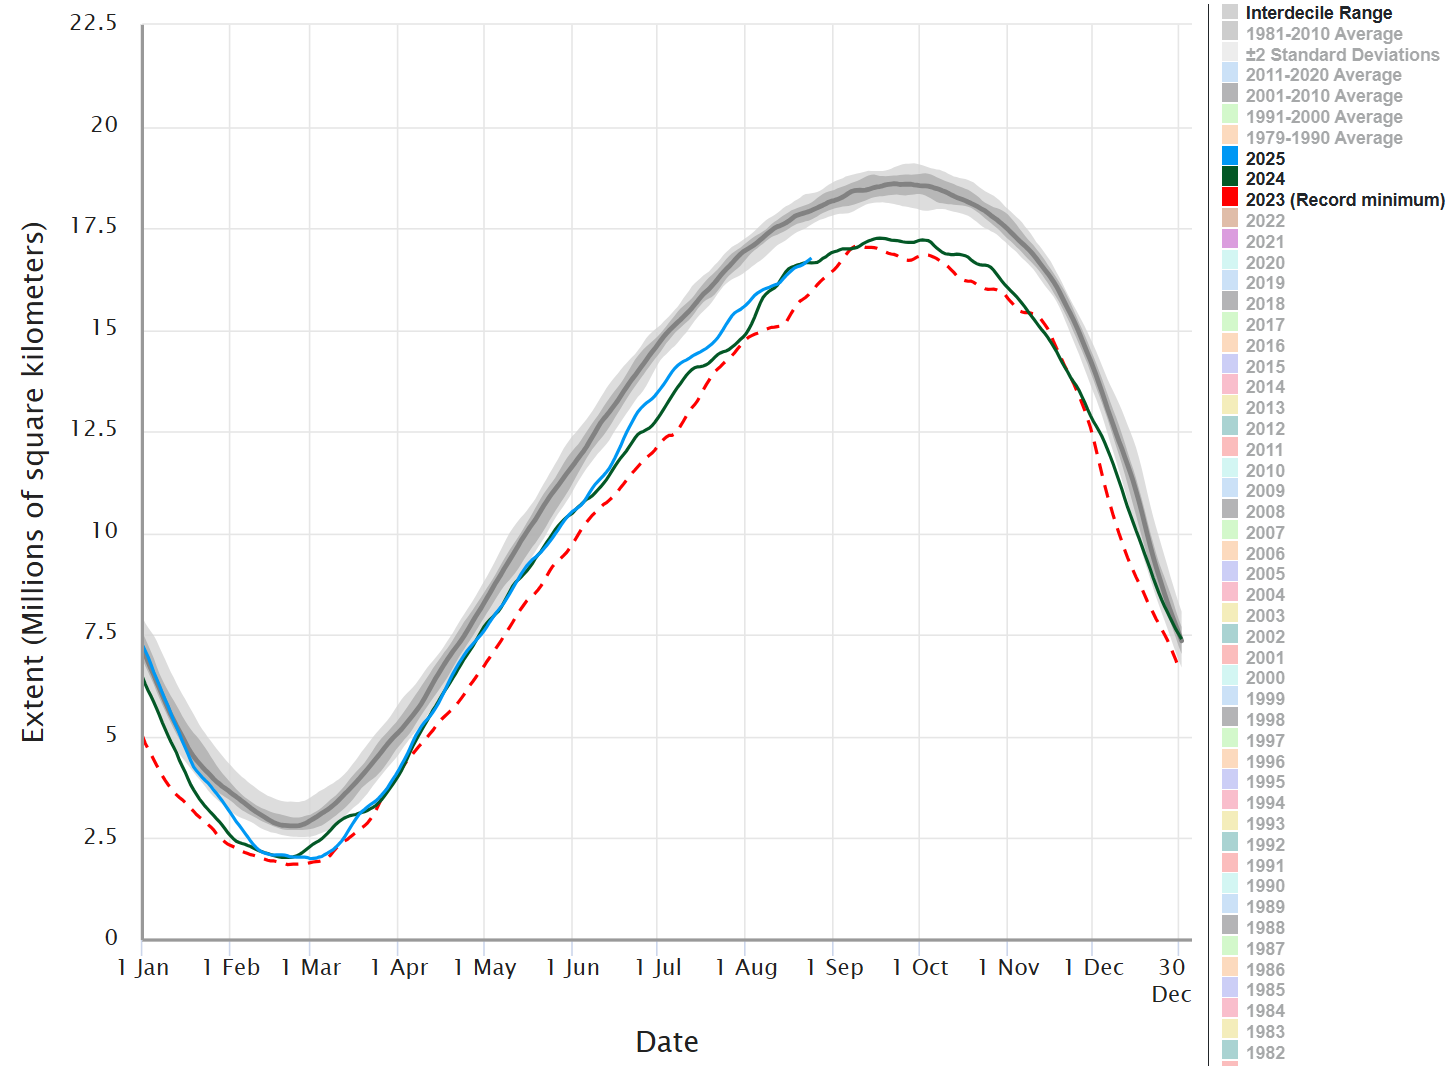 22.5
20
17.5
15
12.5
10
7.5
5
2.5
0
Extent (Millions of square kilometers)
1 Jan
1 Feb
1 Mar
1 Apr
1 May
1 Jun
1 Jul
1 Aug
1 Sep
1 Oct
1 Nov
1 Dec
30
Dec
Date
Interdecile Range
1981-2010 Average
±2 Standard Deviations
2011-2020 Average
2001-2010 Average
1991-2000 Average
1979-1990 Average
2025
2024
2023 (Record minimum)
2022
2021
2020
2019
2018
2017
2016
2015
2014
2013
2012
2011
2010
2009
2008
2007
2006
2005
2004
2003
2002
2001
2000
1999
1998
1997
1996
1995
1994
1993
1992
1991
1990
1989
1988
1987
1986
1985
1984
1983
1982